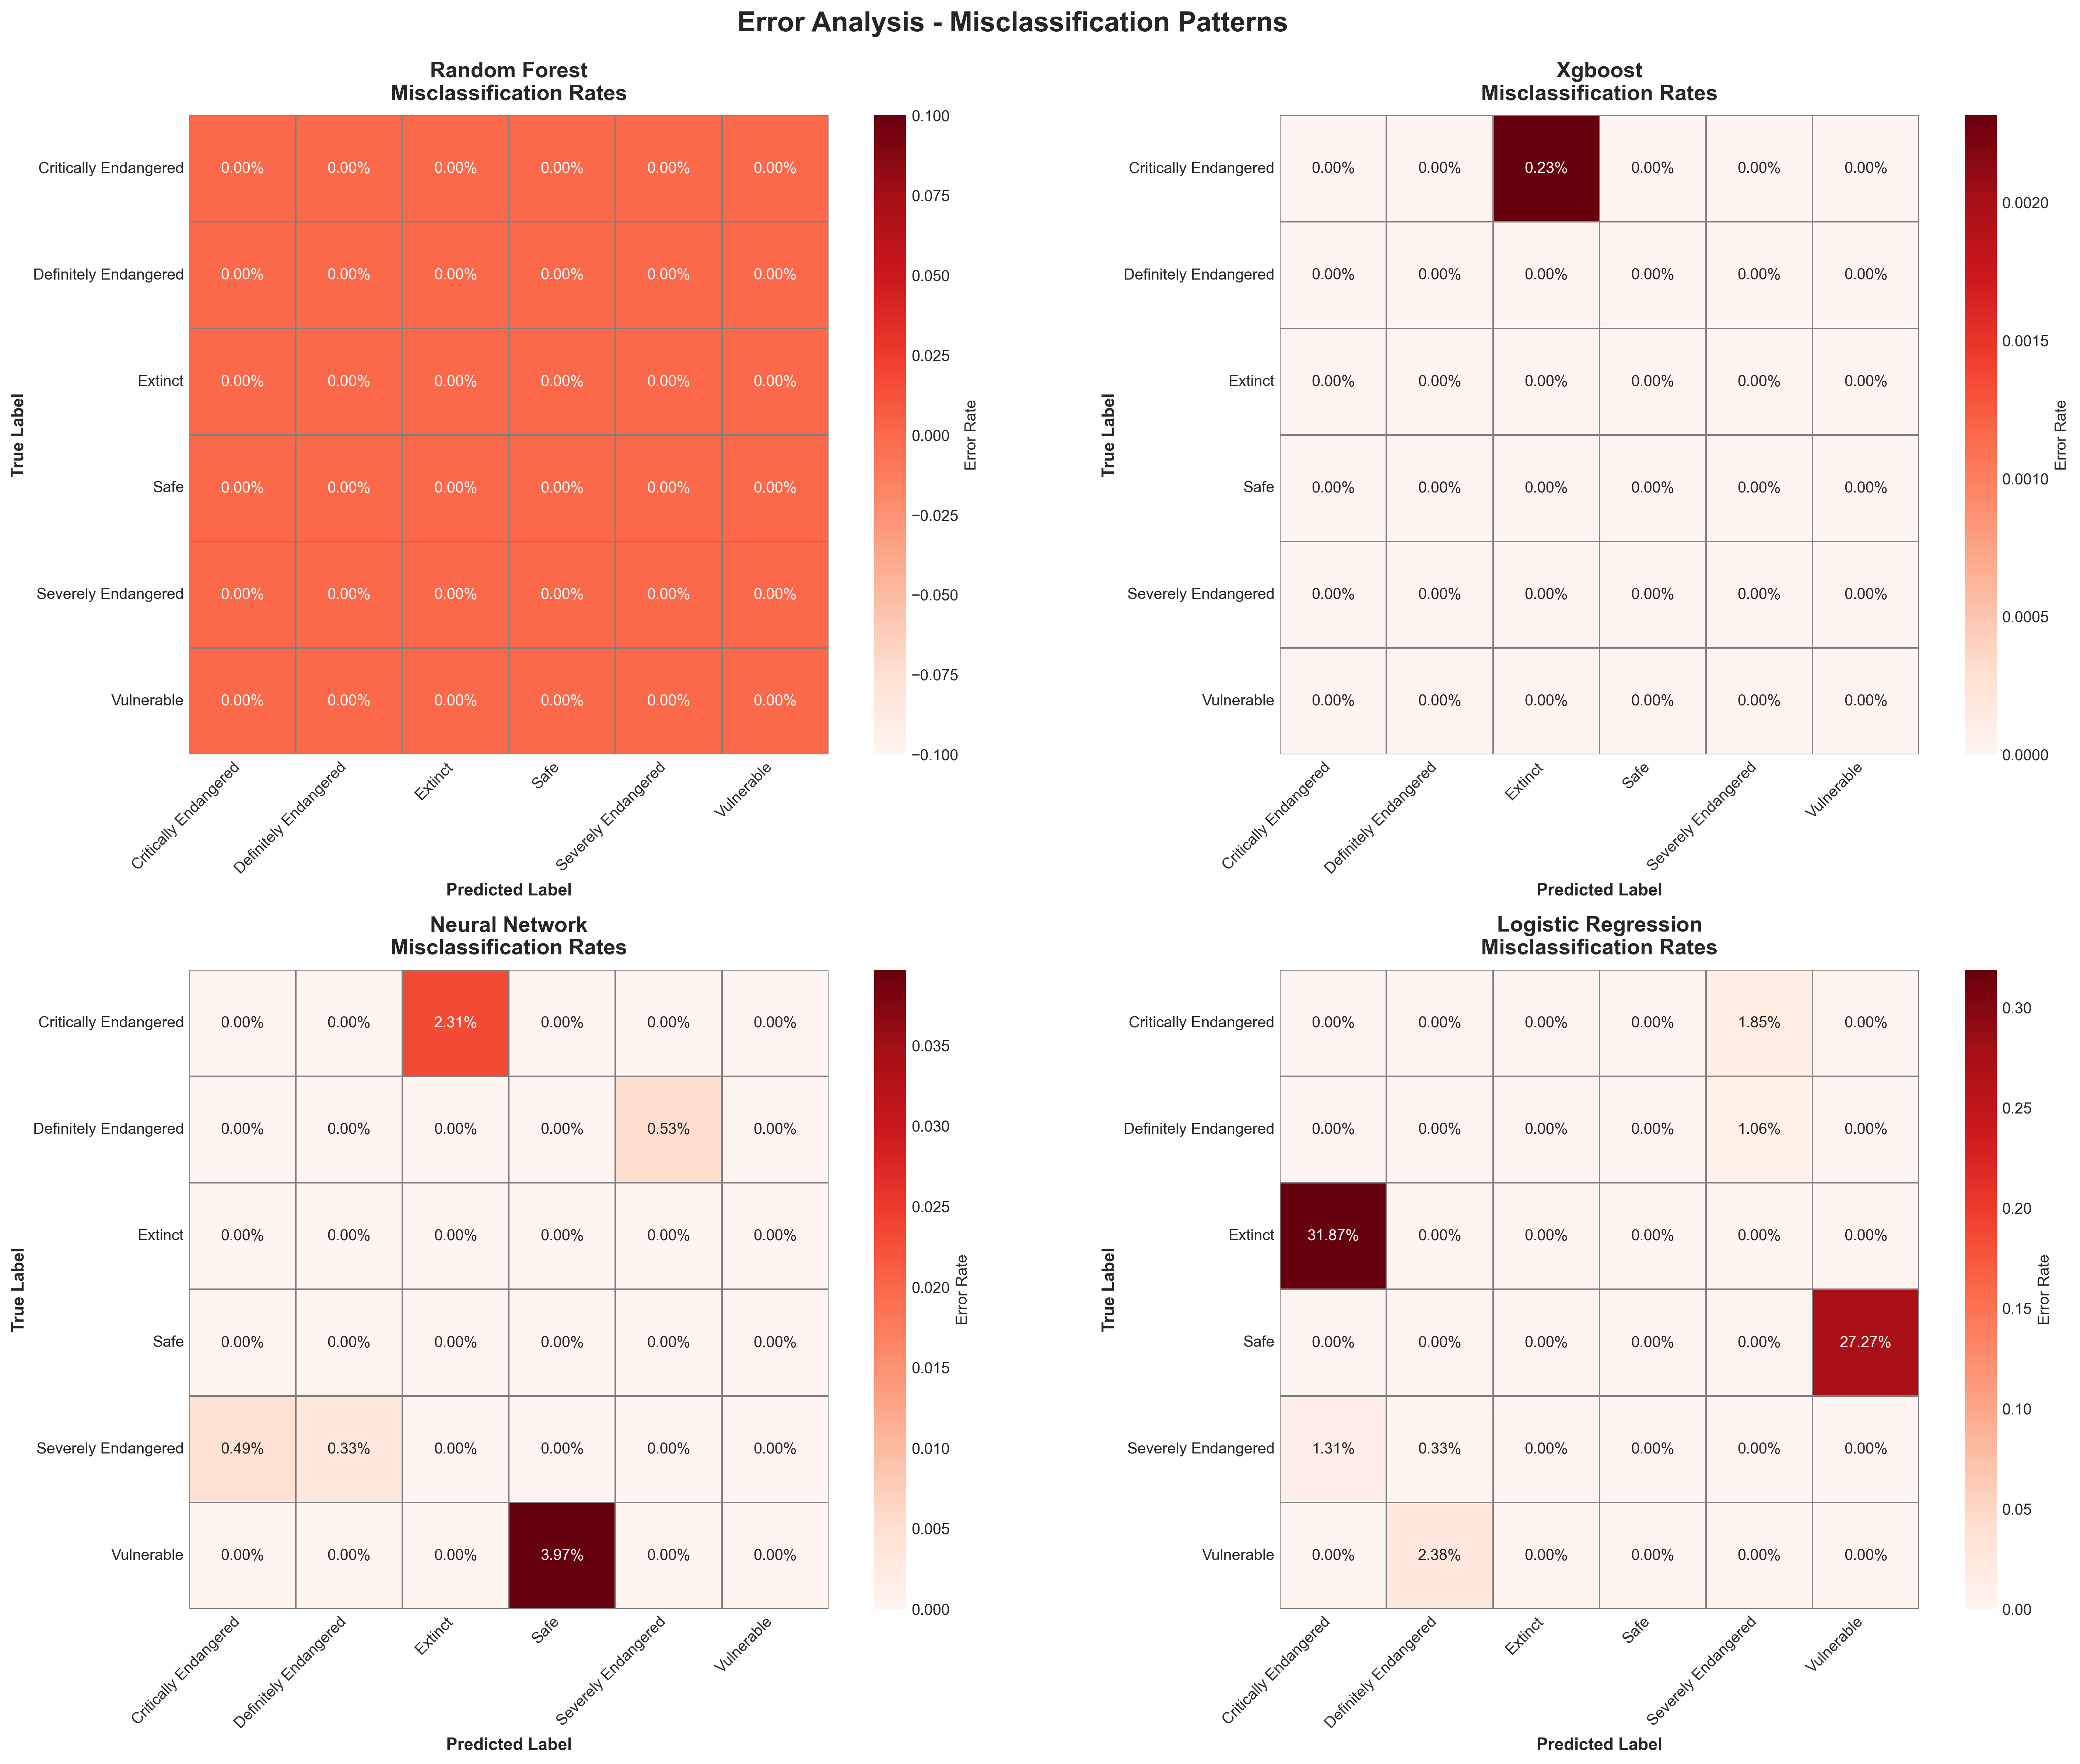 Error Analysis - Misclassification Patterns
Random Forest
Misclassification Rates
True Label
Critically Endangered 0.00% 0.00% 0.00% 0.00% 0.00% 0.00%
Definitely Endangered 0.00% 0.00% 0.00% 0.00% 0.00% 0.00%
Extinct 0.00% 0.00% 0.00% 0.00% 0.00% 0.00%
Safe 0.00% 0.00% 0.00% 0.00% 0.00% 0.00%
Severely Endangered 0.00% 0.00% 0.00% 0.00% 0.00% 0.00%
Vulnerable 0.00% 0.00% 0.00% 0.00% 0.00% 0.00%
Critically Endangered
Definitely Endangered
Extinct
Safe
Severely Endangered
Vulnerable
Predicted Label
0.100
0.075
0.050
0.025
0.000
−0.025
−0.050
−0.075
−0.100
Error Rate
Xgboost
Misclassification Rates
True Label
Critically Endangered 0.00% 0.00% 0.23% 0.00% 0.00% 0.00%
Definitely Endangered 0.00% 0.00% 0.00% 0.00% 0.00% 0.00%
Extinct 0.00% 0.00% 0.00% 0.00% 0.00% 0.00%
Safe 0.00% 0.00% 0.00% 0.00% 0.00% 0.00%
Severely Endangered 0.00% 0.00% 0.00% 0.00% 0.00% 0.00%
Vulnerable 0.00% 0.00% 0.00% 0.00% 0.00% 0.00%
Critically Endangered
Definitely Endangered
Extinct
Safe
Severely Endangered
Vulnerable
Predicted Label
0.0020
0.0015
0.0010
0.0005
0.0000
Error Rate
Neural Network
Misclassification Rates
True Label
Critically Endangered 0.00% 0.00% 2.31% 0.00% 0.00% 0.00%
Definitely Endangered 0.00% 0.00% 0.00% 0.00% 0.53% 0.00%
Extinct 0.00% 0.00% 0.00% 0.00% 0.00% 0.00%
Safe 0.00% 0.00% 0.00% 0.00% 0.00% 0.00%
Severely Endangered 0.49% 0.33% 0.00% 0.00% 0.00% 0.00%
Vulnerable 0.00% 0.00% 0.00% 3.97% 0.00% 0.00%
Critically Endangered
Definitely Endangered
Extinct
Safe
Severely Endangered
Vulnerable
Predicted Label
0.035
0.030
0.025
0.020
0.015
0.010
0.005
0.000
Error Rate
Logistic Regression
Misclassification Rates
True Label
Critically Endangered 0.00% 0.00% 0.00% 0.00% 1.85% 0.00%
Definitely Endangered 0.00% 0.00% 0.00% 0.00% 1.06% 0.00%
Extinct 31.87% 0.00% 0.00% 0.00% 0.00% 0.00%
Safe 0.00% 0.00% 0.00% 0.00% 0.00% 27.27%
Severely Endangered 1.31% 0.33% 0.00% 0.00% 0.00% 0.00%
Vulnerable 0.00% 2.38% 0.00% 0.00% 0.00% 0.00%
Critically Endangered
Definitely Endangered
Extinct
Safe
Severely Endangered
Vulnerable
Predicted Label
0.30
0.25
0.20
0.15
0.10
0.05
0.00
Error Rate